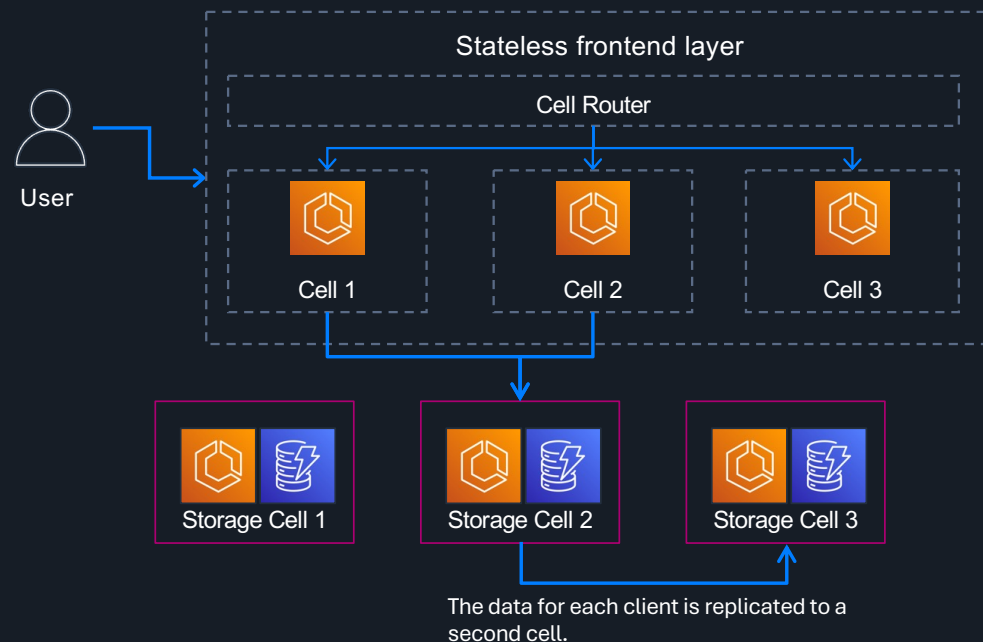 Stateless frontend layer
Cell Router
User
Cell 1
Cell 2
Cell 3
Storage Cell 1
Storage Cell 2
Storage Cell 3
The data for each client is replicated to a
second cell.